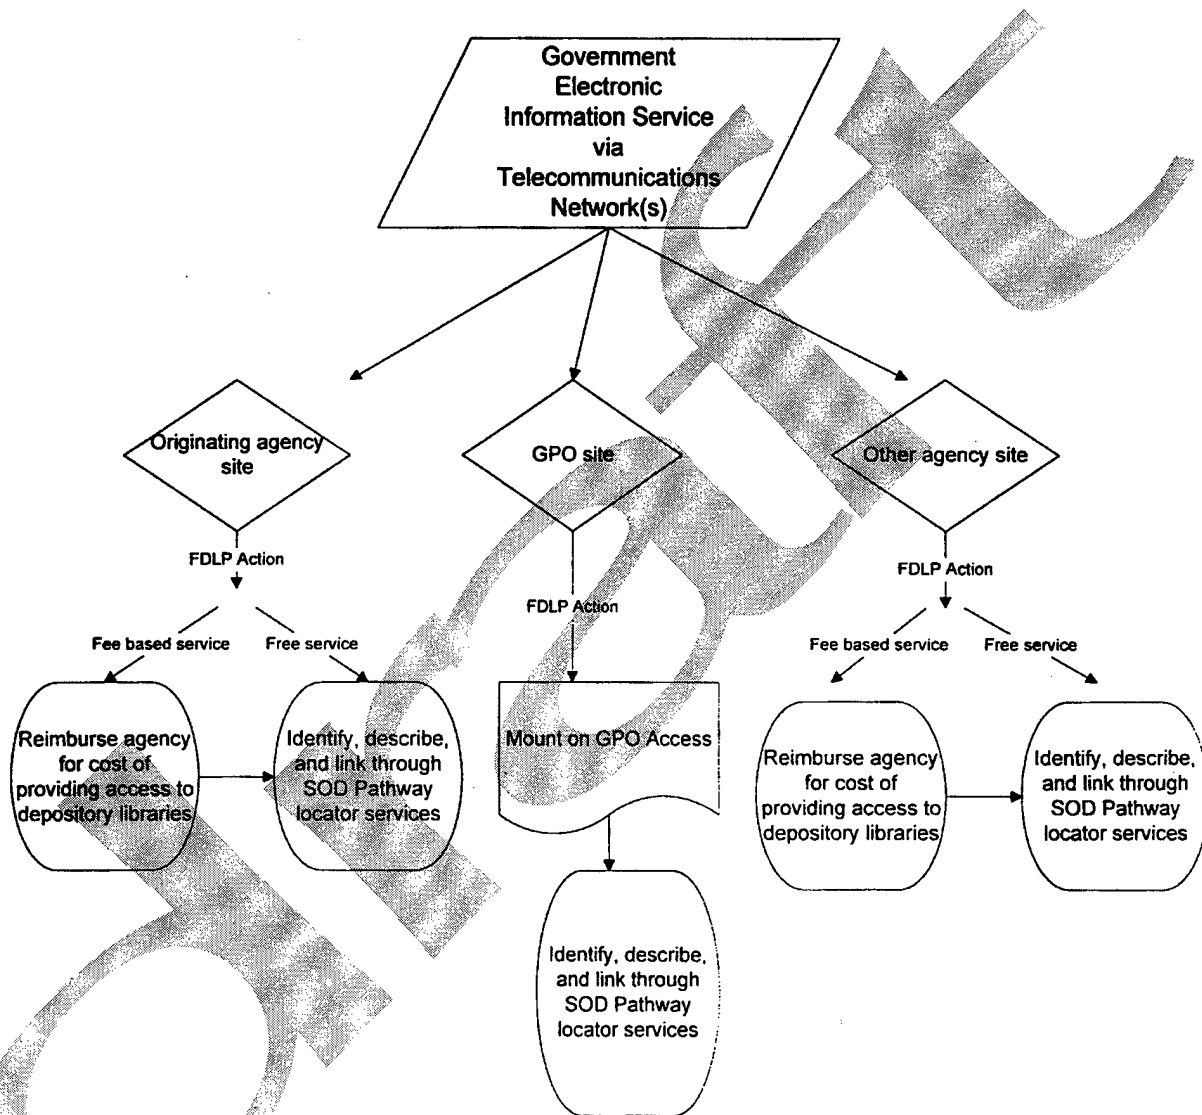 Government
Electronic
Information Service
via
Telecommunications
Network(s)
Originating agency
site
GPO site
Other agency site
FDLP Action
FDLP Action
FDLP Action
Fee based service
Free service
Fee based service
Free service
Reimburse agency
for cost of
providing access to
depository libraries
Identify, describe,
and link through
SOD Pathway
locator services
Mount on GPO Access
Reimburse agency
for cost of
providing access to
depository libraries
Identify, describe,
and link through
SOD Pathway
locator services
Identify, describe,
and link through
SOD Pathway
locator services